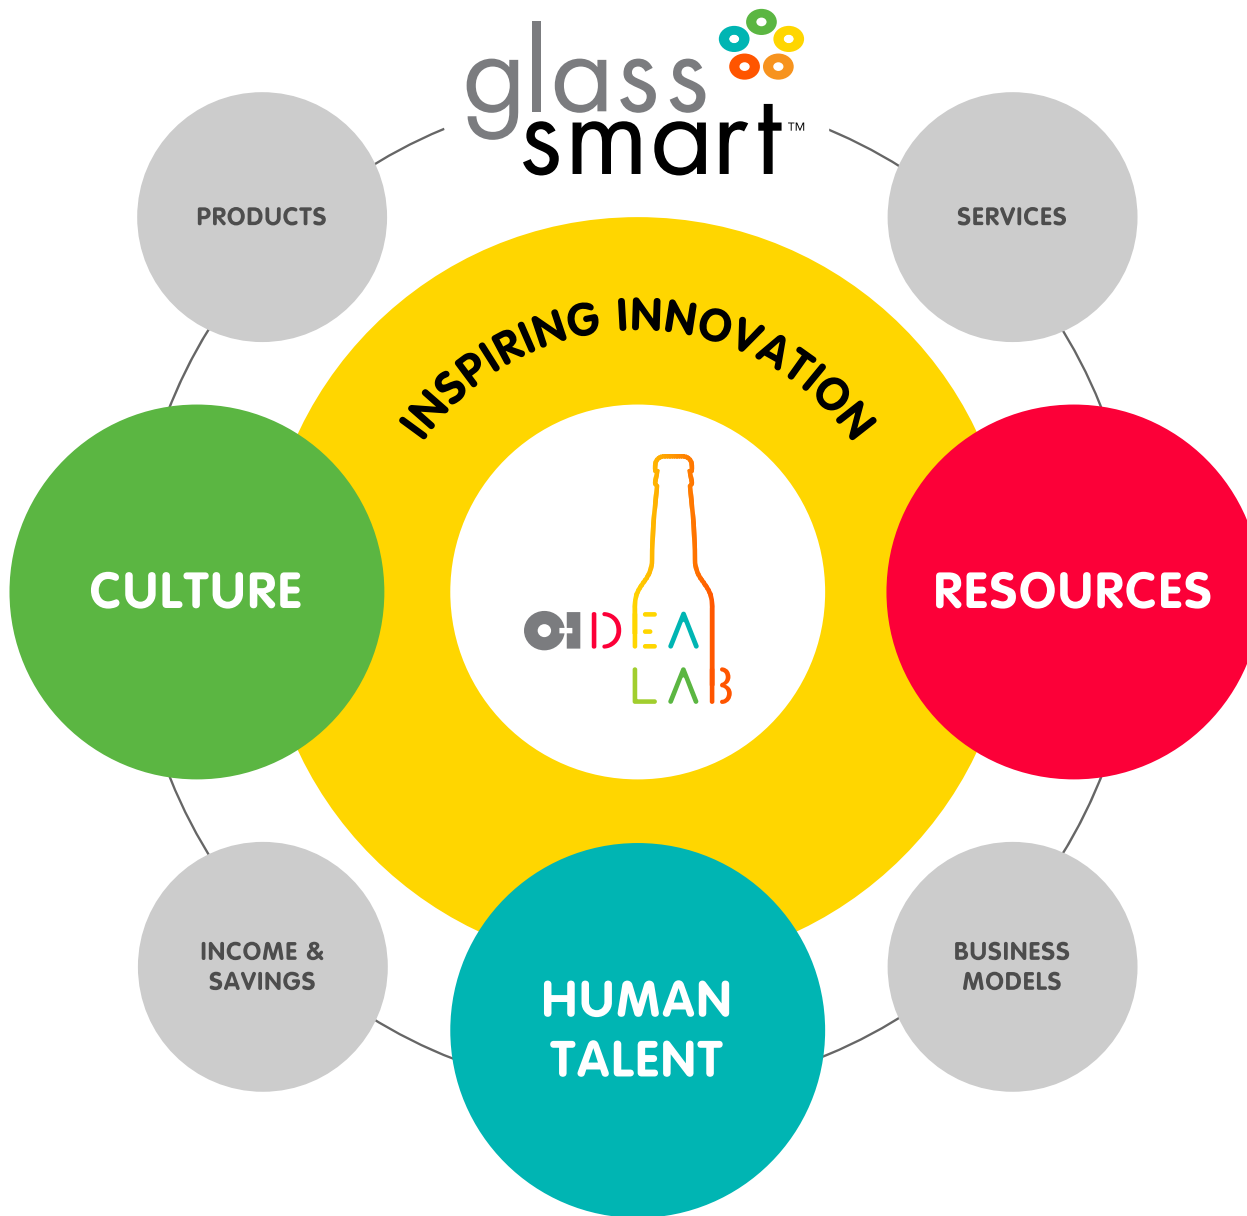 glass
smart™
PRODUCTS
SERVICES
INSPIRING INNOVATION
CULTURE
RESOURCES
IDEA
LAB
INCOME &
SAVINGS
BUSINESS
MODELS
HUMAN
TALENT